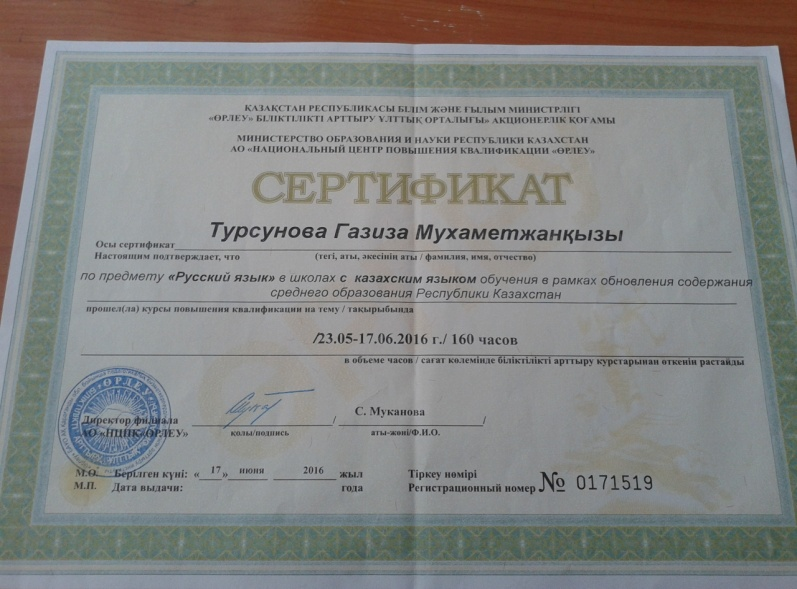 ҚАЗАҚСТАН РЕСПУБЛИКАСЫ БІЛІМ ЖӘНЕ ҒЫЛЫМ МИНИСТРЛІГІ
«ӨРЛЕУ» БІЛІКТІЛІКТІ АРТТЫРУ ҰЛТТЫҚ ОРТАЛЫҒЫ» АКЦИОНЕРЛІК ҚОҒАМЫ
МИНИСТЕРСТВО ОБРАЗОВАНИЯ И НАУКИ РЕСПУБЛИКИ КАЗАХСТАН
АО «НАЦИОНАЛЬНЫЙ ЦЕНТР ПОВЫШЕНИЯ КВАЛИФИКАЦИИ «ӨРЛЕУ»
СЕРТИФИКАТ
Турсунова Газиза Мухаметжанқызы
Осы сертификат
Настоящим подтверждает, что (тегі, аты, әкесінің аты / фамилия, имя, отчество)
по предмету «Русский язык» в школах с казахским языком обучения в рамках обновления содержания
среднего образования Республики Казахстан
прошел(ла) курсы повышения квалификации на тему / тақырыбында
/23.05-17.06.2016 г./ 160 часов
в объеме часов / сағат көлемінде біліктілікті арттыру курстарынан өткенін растайды
ӨРЛЕУ
Директор филиала / С. Муканова /
АО «НЦПК «ӨРЛЕУ» қолы/подпись аты-жөні/Ф.И.О.
М.О. Берілген күні: «17» июня 2016 жыл Тіркеу нөмірі
М.П. Дата выдачи: года Регистрационный номер № 0171519